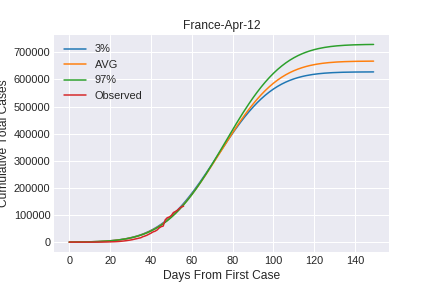 France-Apr-12
Cumulative Total Cases
700000
600000
500000
400000
300000
200000
100000
0
3%
AVG
97%
Observed
0 20 40 60 80 100 120 140
Days From First Case